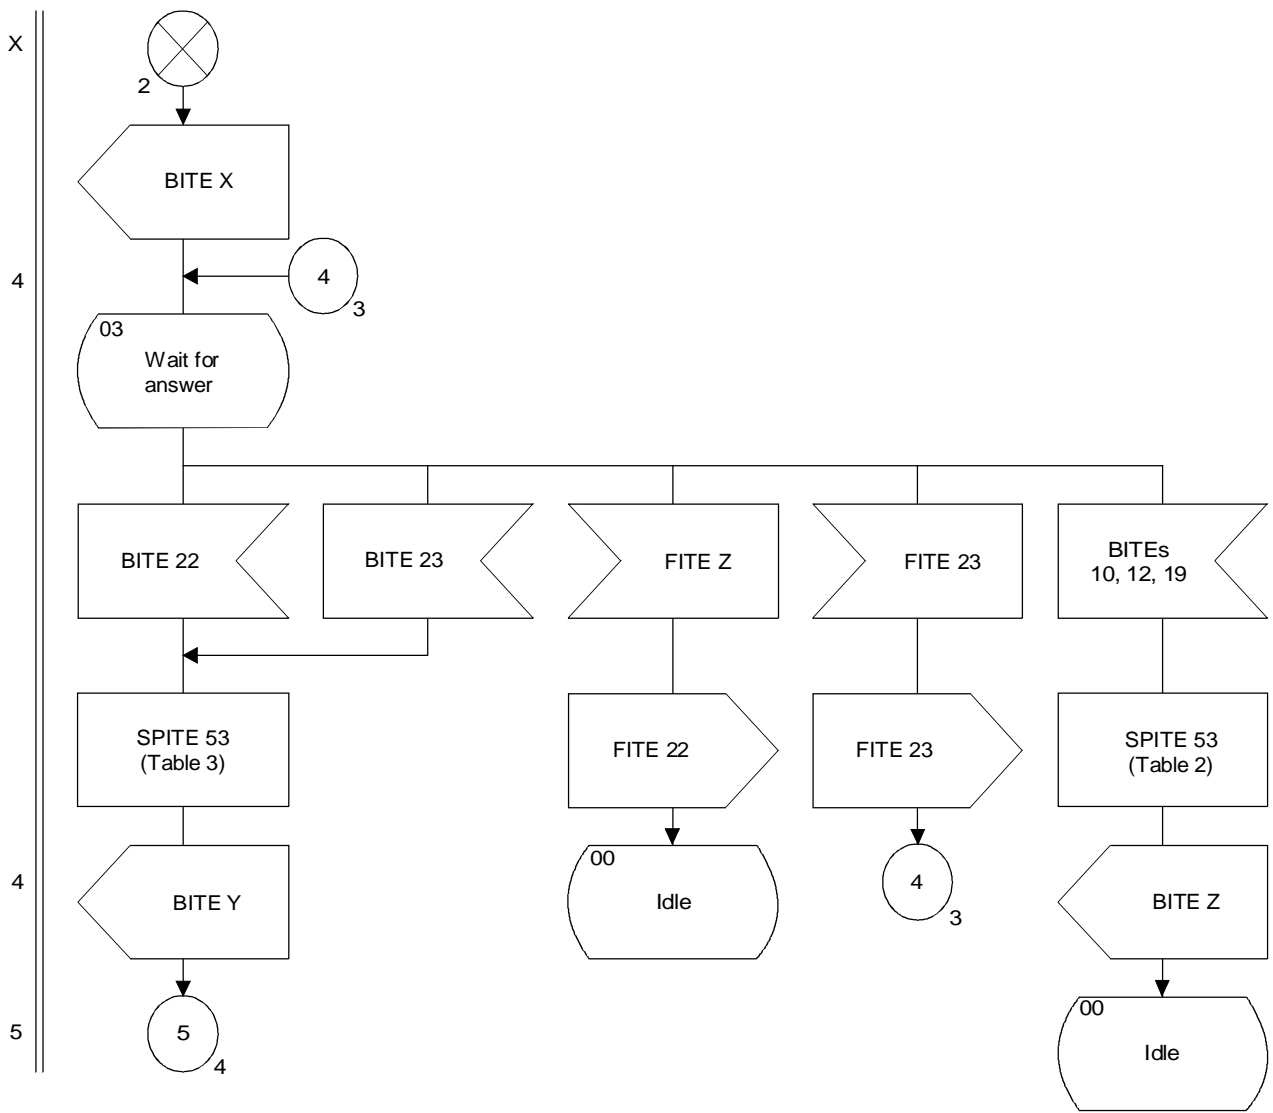 X
2
BITE X
4
4
3
03
Wait for
answer
BITE 22
BITE 23
FITE Z
FITE 23
BITEs
10, 12, 19
SPITE 53
(Table 3)
FITE 22
FITE 23
SPITE 53
(Table 2)
4
BITE Y
00
Idle
4
3
BITE Z
5
5
4
00
Idle